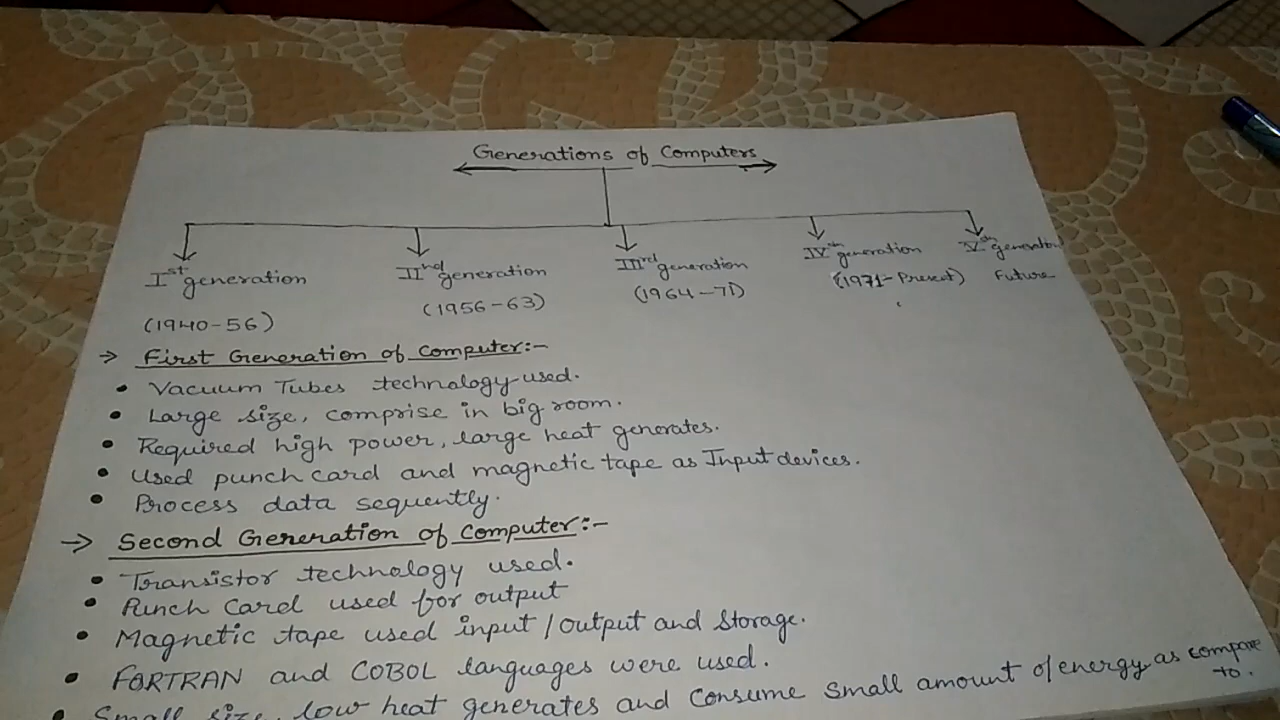 Generations of Computers
Ist generation IInd generation IIIrd generation IVth generation Vth generation
(1940-56) (1956-63) (1964-71) (1971-Present) Future
→ First Generation of Computer:-
• Vacuum Tubes technology used.
• Large size, comprise in big room.
• Required high power, large heat generates.
• Used punch card and magnetic tape as Input devices.
• Process data sequently.
→ Second Generation of Computer:-
• Transistor technology used.
• Punch Card used for output
• Magnetic tape used input/output and Storage.
• FORTRAN and COBOL languages were used.
• Small size, low heat generates and Consume Small amount of energy as compare
to.